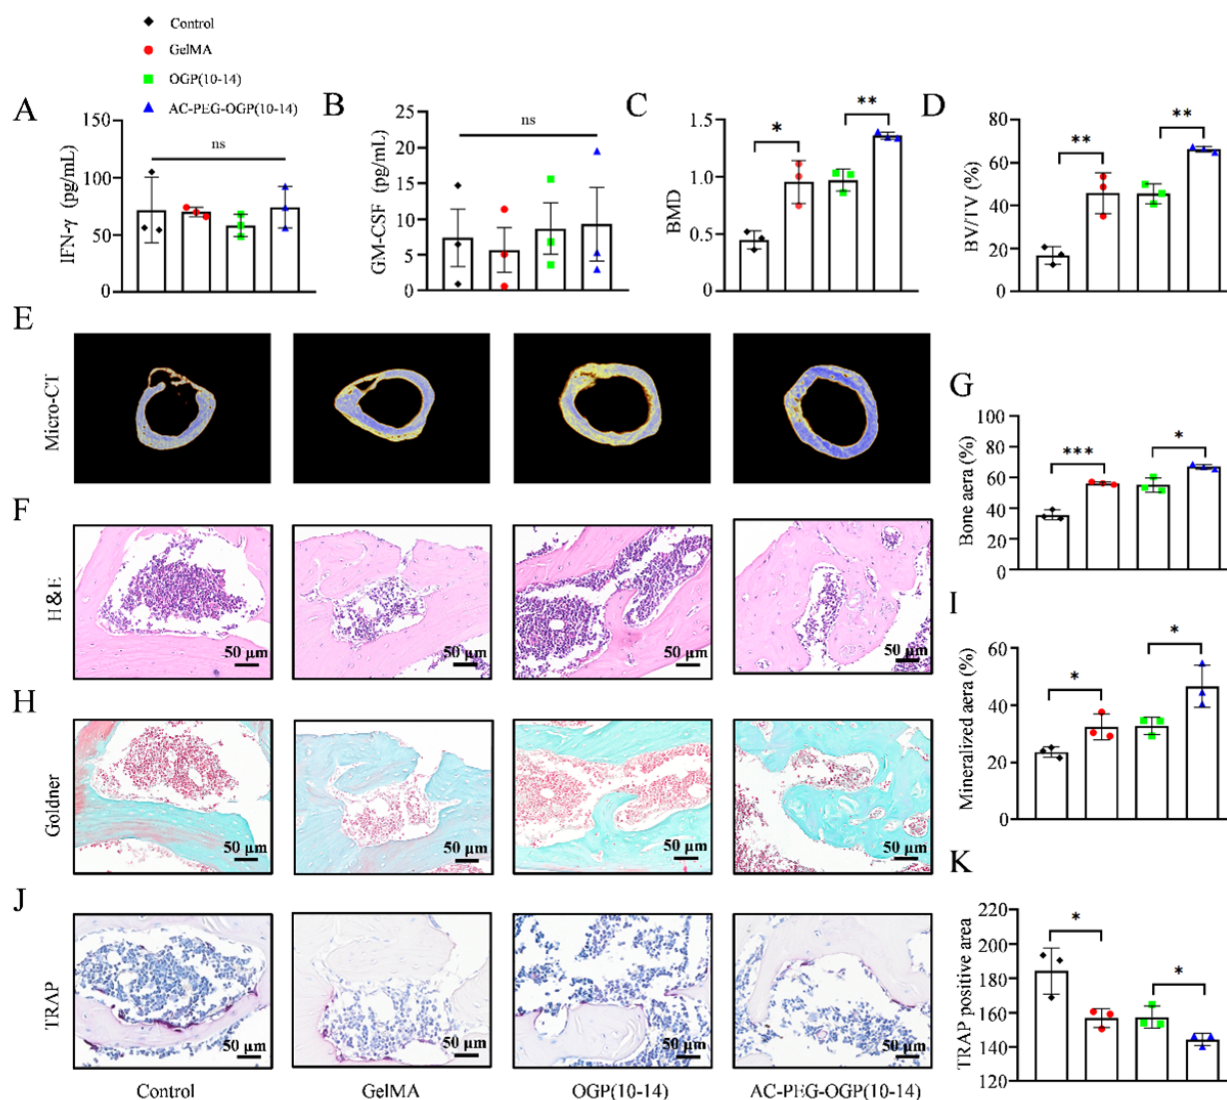 Control
GelMA
OGP(10-14)
AC-PEG-OGP(10-14)
A
IFN-γ (pg/mL)
150
100
50
0
ns
B
GM-CSF (pg/mL)
25
20
15
10
5
0
ns
C
BMD
1.5
1.0
0.5
0
*
**
D
BV/TV (%)
80
60
40
20
0
**
**
E
Micro-CT
F
H&E
50 µm
50 µm
50 µm
50 µm
G
Bone aera (%)
100
80
60
40
20
0
***
*
H
Goldner
50 µm
50 µm
50 µm
50 µm
I
Mineralized aera (%)
60
40
20
0
*
*
J
TRAP
50 µm
50 µm
50 µm
50 µm
Control
GelMA
OGP(10-14)
AC-PEG-OGP(10-14)
K
TRAP positive area
220
200
180
160
140
120
*
*